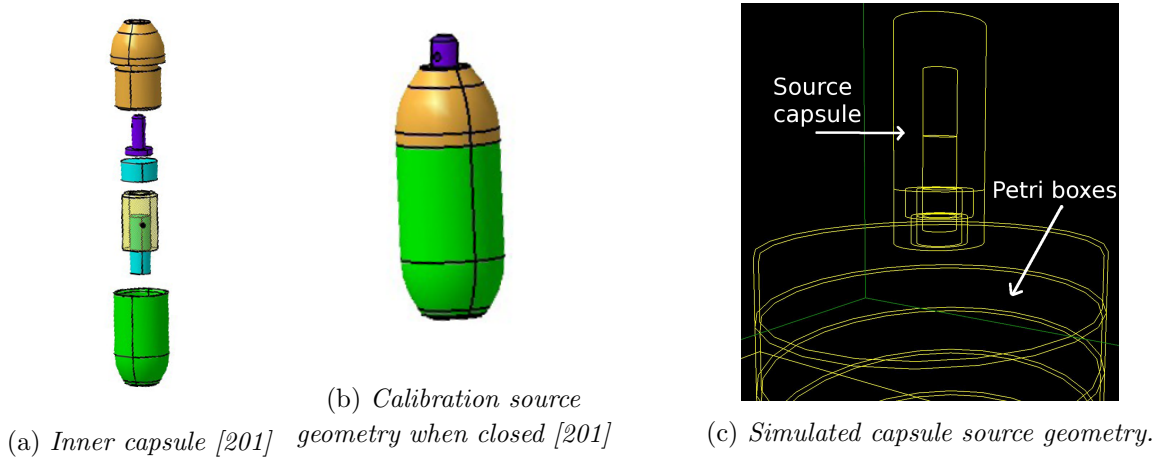 Source
capsule
Petri boxes
(a) Inner capsule [201]
(b) Calibration source
geometry when closed [201]
(c) Simulated capsule source geometry.